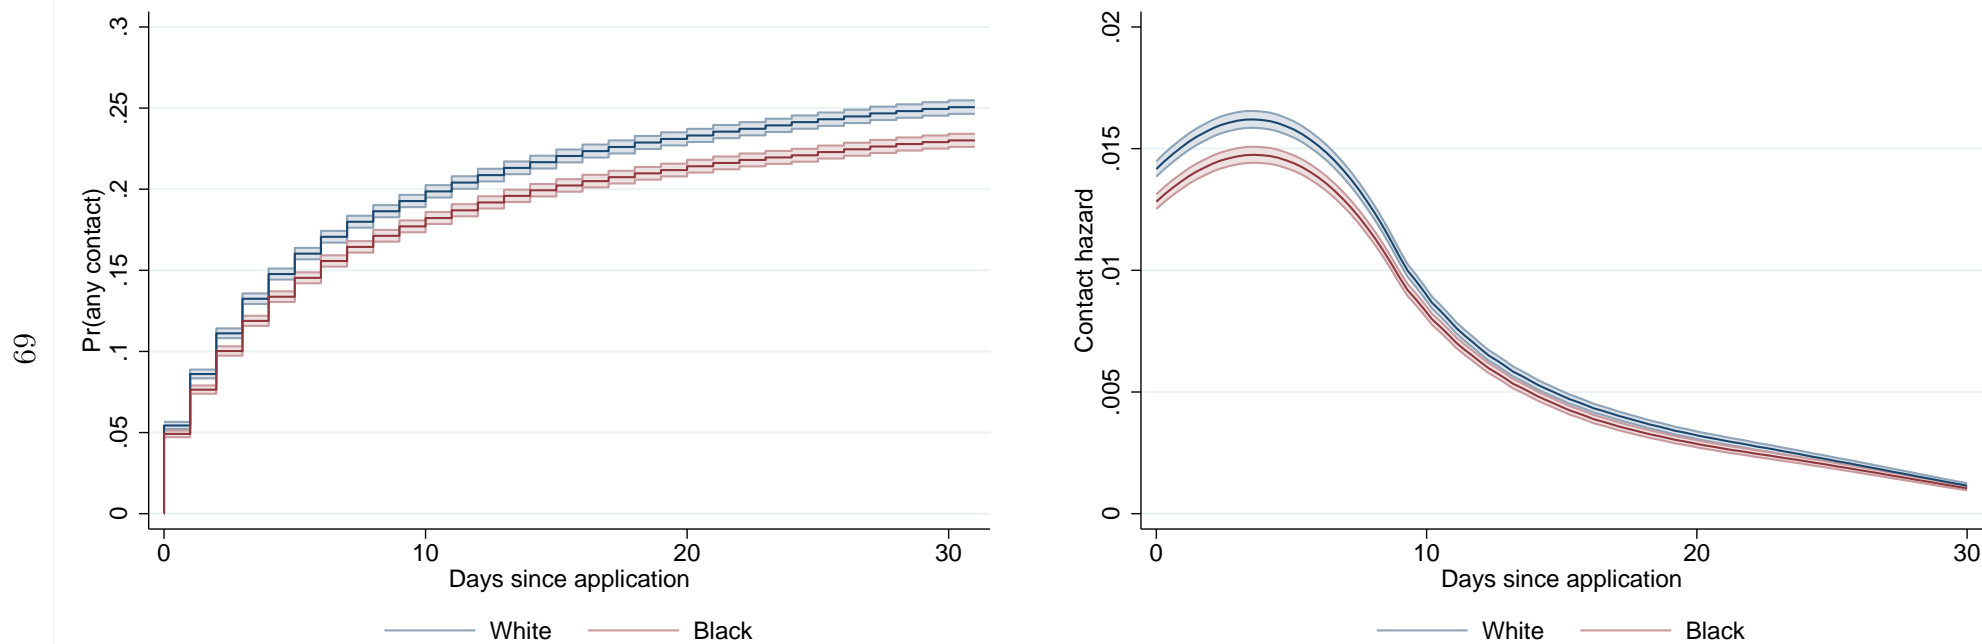 69
Pr(any contact)
.3
.25
.2
.15
.1
.05
0
0 10 20 30
Days since application
White Black
Contact hazard
.02
.015
.01
.005
0
0 10 20 30
Days since application
White Black